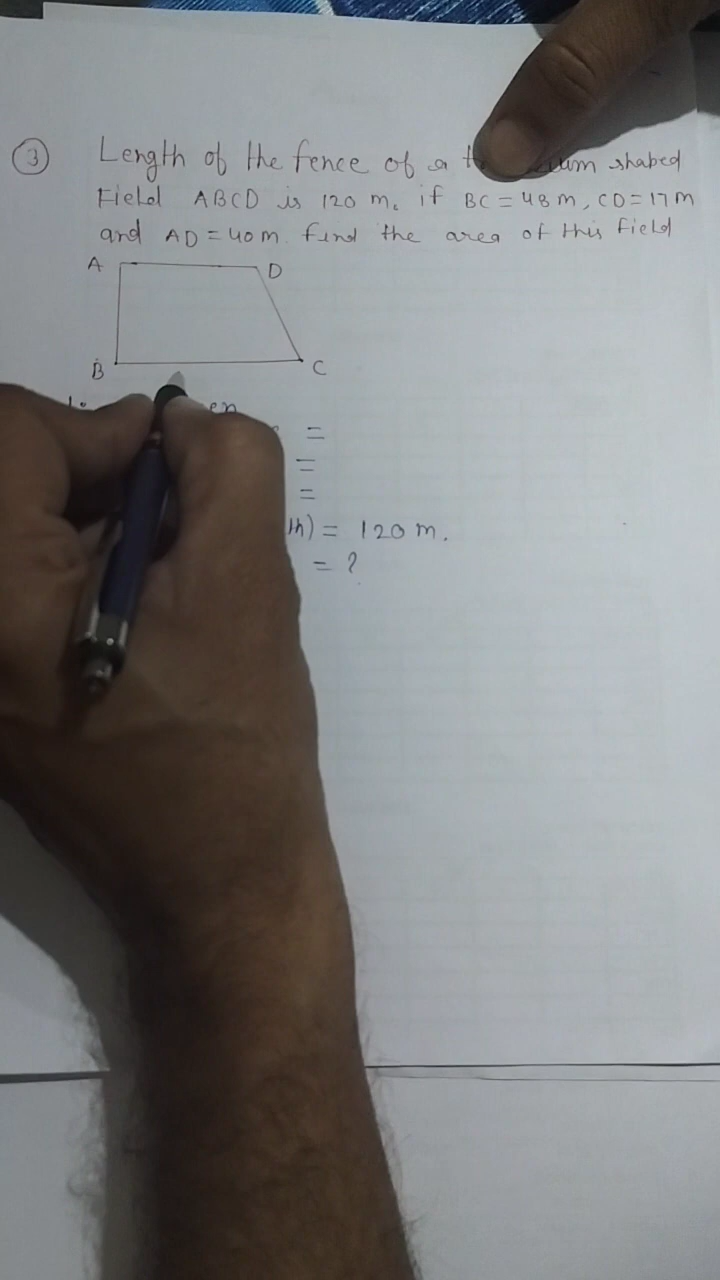 3 Length of the fence of a shaped
Field ABCD is 120 m. if BC = 48 m, CD = 17 m
and AD = 40 m. find the area of this field
A D
B C
=
=
=
= 120 m.
= ?